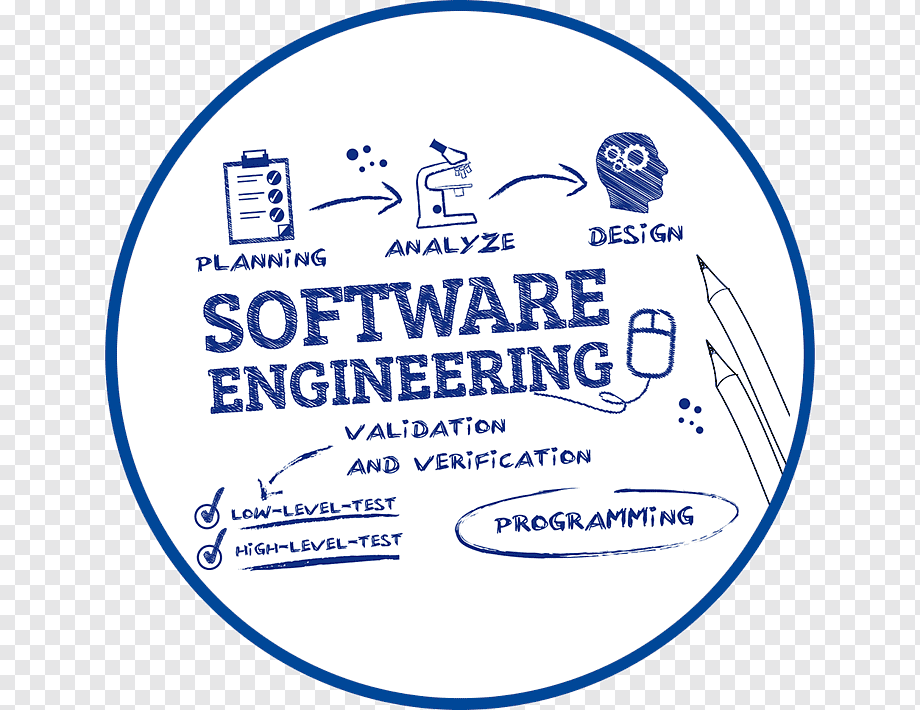 PLANNiNG
ANALYZE
DESiGN
SOFTWARE
ENGINEERING
VALiDATiON
AND VERiFiCATiON
LOW-LEVEL-TEST
HiGH-LEVEL-TEST
PROGRAMMiNG